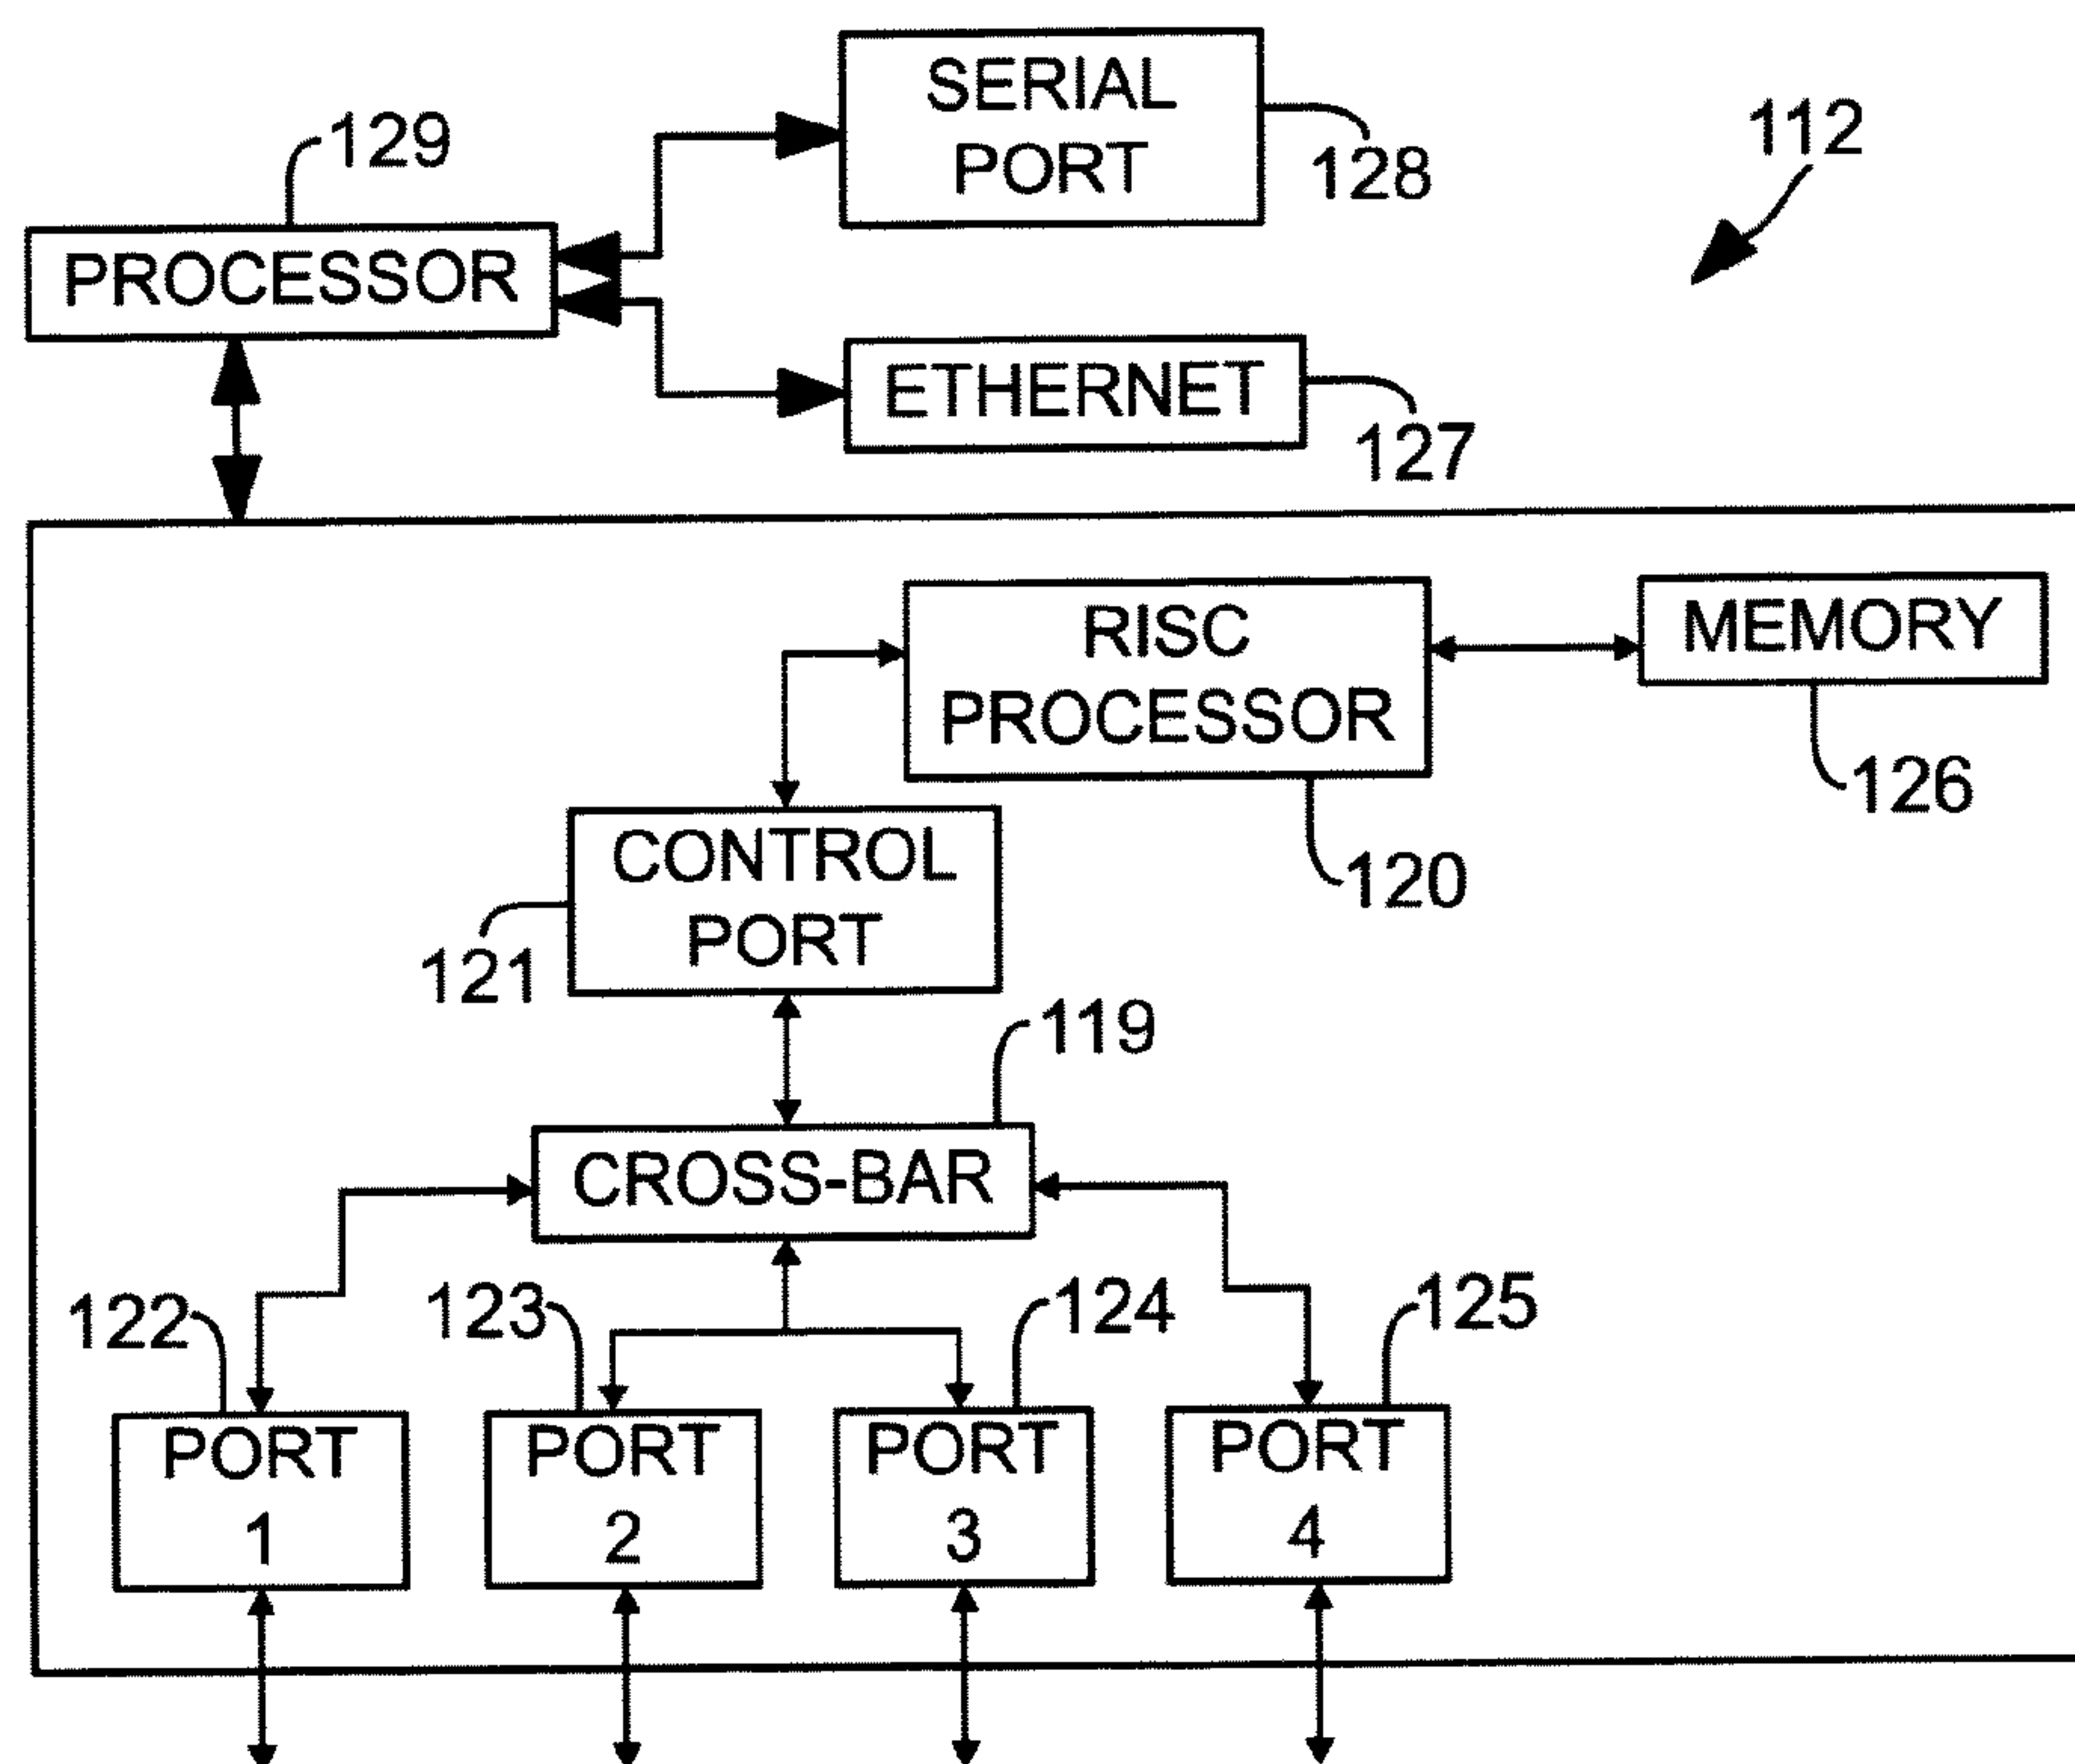 SERIAL
PORT
128
112
129
PROCESSOR
ETHERNET
127
RISC
PROCESSOR
120
MEMORY
126
CONTROL
PORT
121
119
CROSS-BAR
122
123
124
125
PORT
1
PORT
2
PORT
3
PORT
4